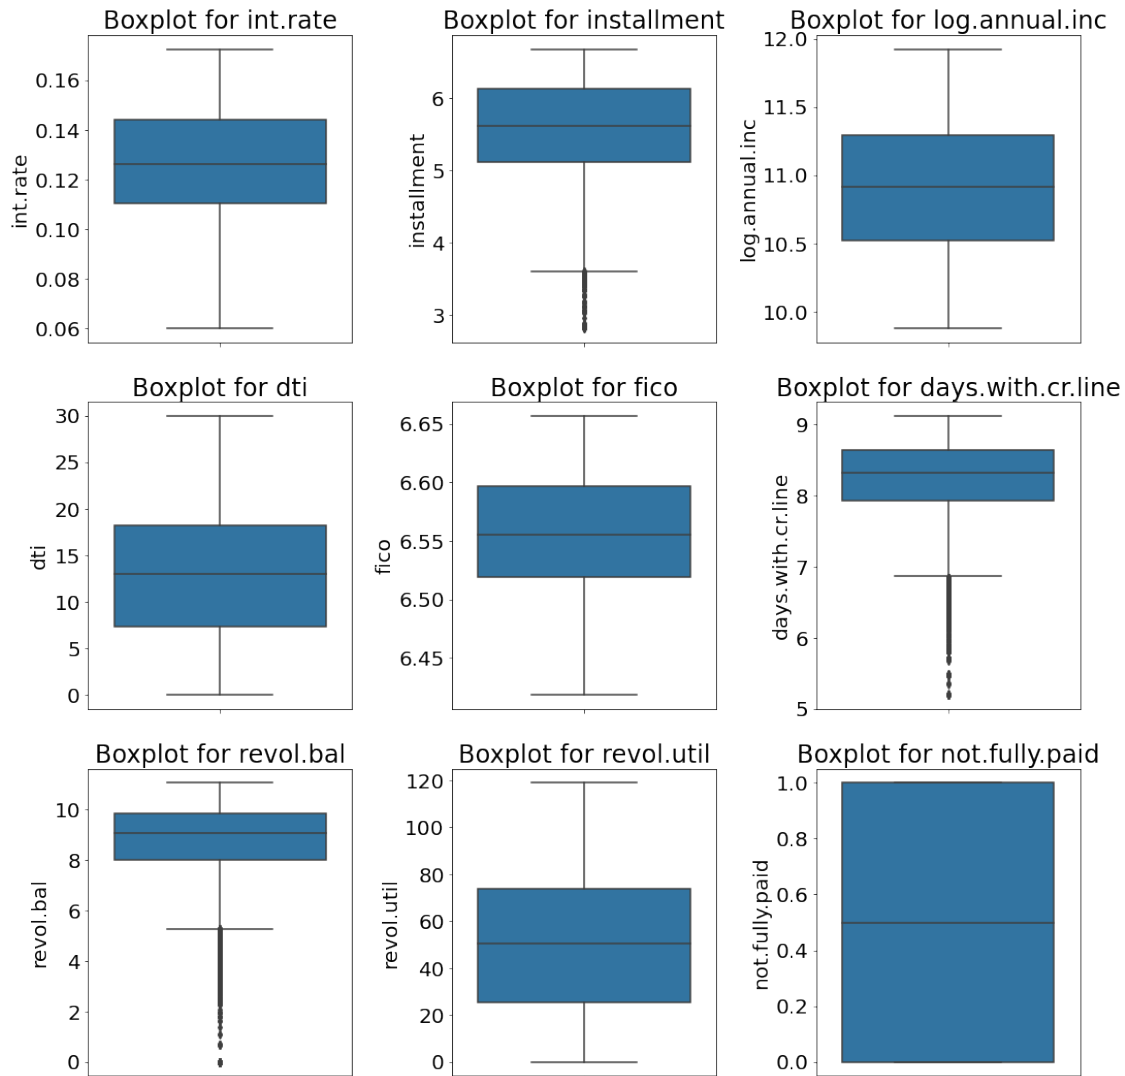 Boxplot for int.rate
0.16
0.14
0.12
0.10
0.08
0.06
int.rate
Boxplot for installment
6
5
4
3
installment
Boxplot for log.annual.inc
12.0
11.5
11.0
10.5
10.0
log.annual.inc
Boxplot for dti
30
25
20
15
10
5
0
dti
Boxplot for fico
6.65
6.60
6.55
6.50
6.45
fico
Boxplot for days.with.cr.line
9
8
7
6
5
days.with.cr.line
Boxplot for revol.bal
10
8
6
4
2
0
revol.bal
Boxplot for revol.util
120
100
80
60
40
20
0
revol.util
Boxplot for not.fully.paid
1.0
0.8
0.6
0.4
0.2
0.0
not.fully.paid